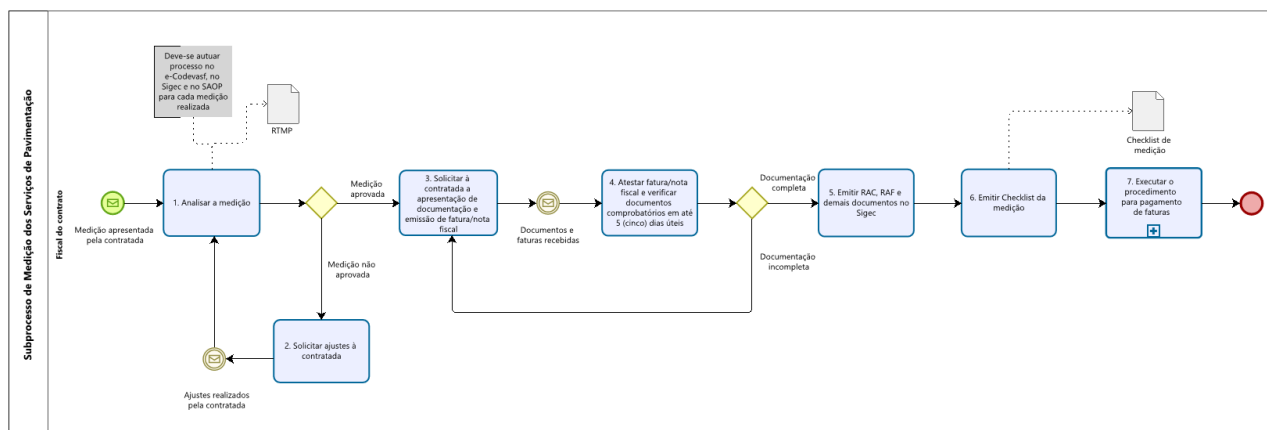 Subprocesso de Medição dos Serviços de Pavimentação
Fiscal do contrato
Deve-se autuar
processo no
e-Codevasf, no
Sigec e no SAOP
para cada medição
realizada
RTMP
Medição apresentada
pela contratada
1. Analisar a medição
Medição
aprovada
Medição não
aprovada
2. Solicitar ajustes à
contratada
Ajustes realizados
pela contratada
3. Solicitar à
contratada a
apresentação de
documentação e
emissão de fatura/nota
fiscal
Documentos e
faturas recebidas
4. Atestar fatura/nota
fiscal e verificar
documentos
comprobatórios em até
5 (cinco) dias úteis
Documentação
completa
Documentação
incompleta
5. Emitir RAC, RAF e
demais documentos no
Sigec
6. Emitir Checklist da
medição
Checklist de
medição
7. Executar o
procedimento
para pagamento
de faturas